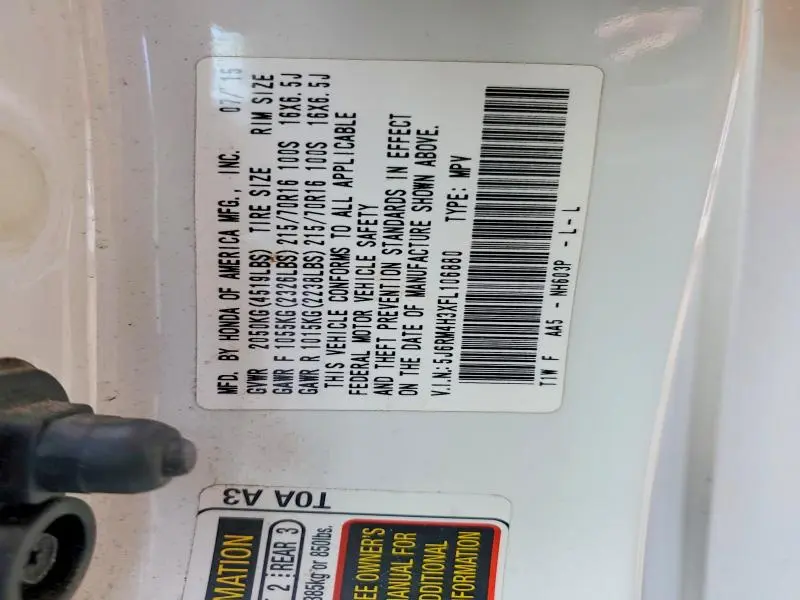 MFD. BY HONDA OF AMERICA MFG., INC. 07/15
GVWR 2050KG(4519LBS) TIRE SIZE RIM SIZE
GAWR F 1055KG(2326LBS) 215/70R16 100S 16X6.5J
GAWR R 1015KG(2238LBS) 215/70R16 100S 16X6.5J
THIS VEHICLE CONFORMS TO ALL APPLICABLE
FEDERAL MOTOR VEHICLE SAFETY
AND THEFT PREVENTION STANDARDS IN EFFECT
ON THE DATE OF MANUFACTURE SHOWN ABOVE.
V.I.N.:5J6RM4H3XFL106880 TYPE: MPV
T1W F AA5 - NH603P - L - L
T0A A3
MATION
2 REAR 3
385kg or 850lbs.
EE OWNER'S
MANUAL FOR
DDITIONAL
FORMATION